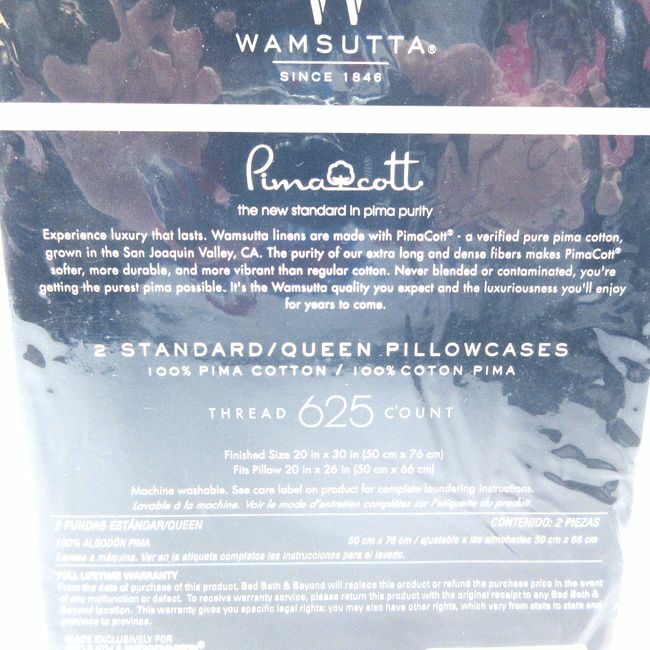 W
WAMSUTTA®
SINCE 1846
Pimacott
the new standard in pima purity
Experience luxury that lasts. Wamsutta linens are made with PimaCott® - a verified pure pima cotton,
grown in the San Joaquin Valley, CA. The purity of our extra long and dense fibers makes PimaCott®
softer, more durable, and more vibrant than regular cotton. Never blended or contaminated, you're
getting the purest pima possible. It's the Wamsutta quality you expect and the luxuriousness you'll enjoy
for years to come.
2 STANDARD/QUEEN PILLOWCASES
100% PIMA COTTON / 100% COTON PIMA
THREAD 625 COUNT
Finished Size 20 in x 30 in (50 cm x 76 cm)
Fits Pillow 20 in x 26 in (50 cm x 66 cm)
Machine washable. See care label on product for complete laundering instructions.
Lavable à la machine. Voir le mode d'entretien complètes sur l'etiquette du produit.
2 FUNDAS ESTÁNDAR/QUEEN CONTENIDO: 2 PIEZAS
100% ALGODÓN PIMA 50 cm x 76 cm / ajustable a las almohadas 50 cm x 66 cm
Lavese a máquina. Ver en la etiqueta completas las instrucciones para el lavado.
FULL LIFETIME WARRANTY
From the date of purchase of this product, Bed Bath & Beyond will replace this product or refund the purchase price in the event
of any malfunction or defect. To receive warranty service, please return this product with the original receipt to any Bed Bath &
Beyond location. This warranty gives you specific legal rights; you may also have other rights, which vary from state to state and
province to province.
MADE EXCLUSIVELY FOR